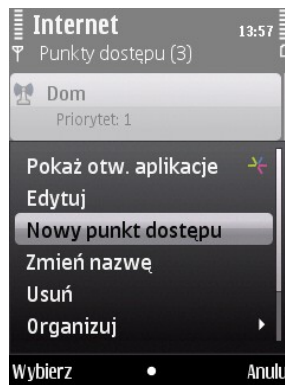 Internet
13:57
Punkty dostępu (3)
Dom
Priorytet: 1
Pokaż otw. aplikacje
Edytuj
Nowy punkt dostępu
Zmień nazwę
Usuń
Organizuj
Wybierz
Anulu